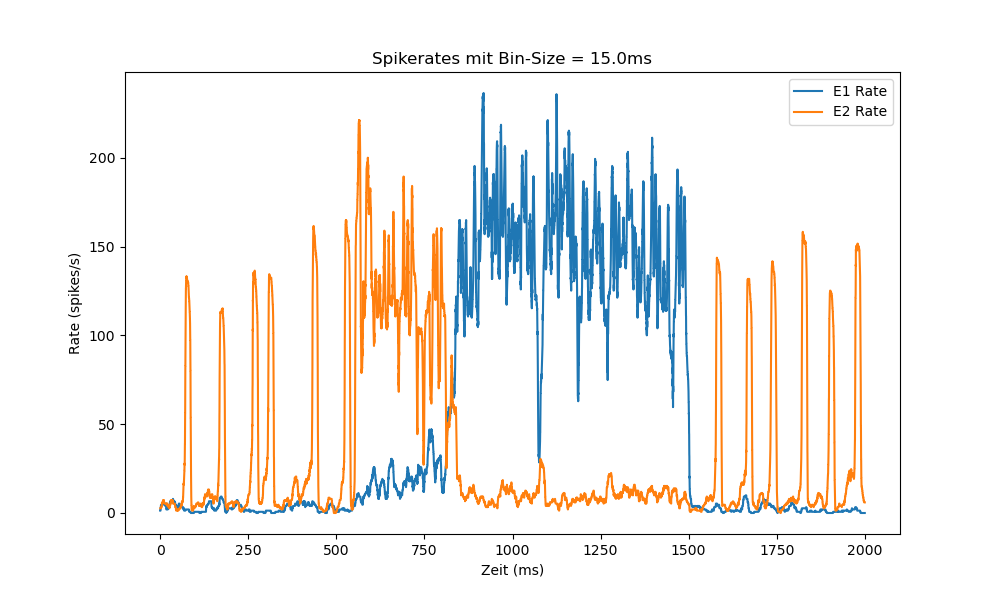 Spikerates mit Bin-Size = 15.0ms
E1 Rate
E2 Rate
Rate (spikes/s)
200
150
100
50
0
0 250 500 750 1000 1250 1500 1750 2000
Zeit (ms)